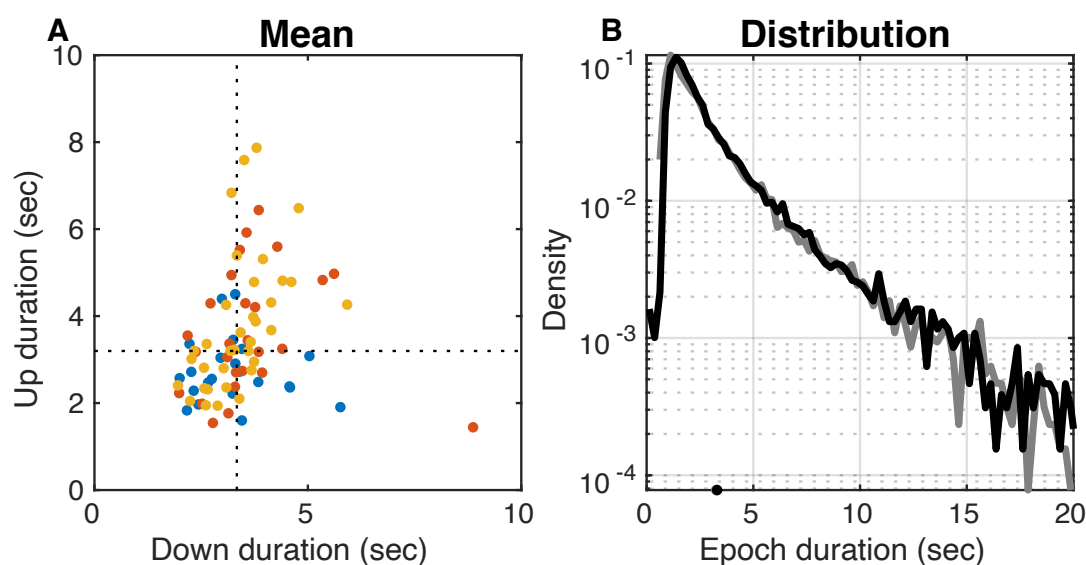 A Mean
10
8
6
4
2
0
0 5 10
Up duration (sec)
Down duration (sec)
B Distribution
10^-1
10^-2
10^-3
10^-4
0 5 10 15 20
Density
Epoch duration (sec)